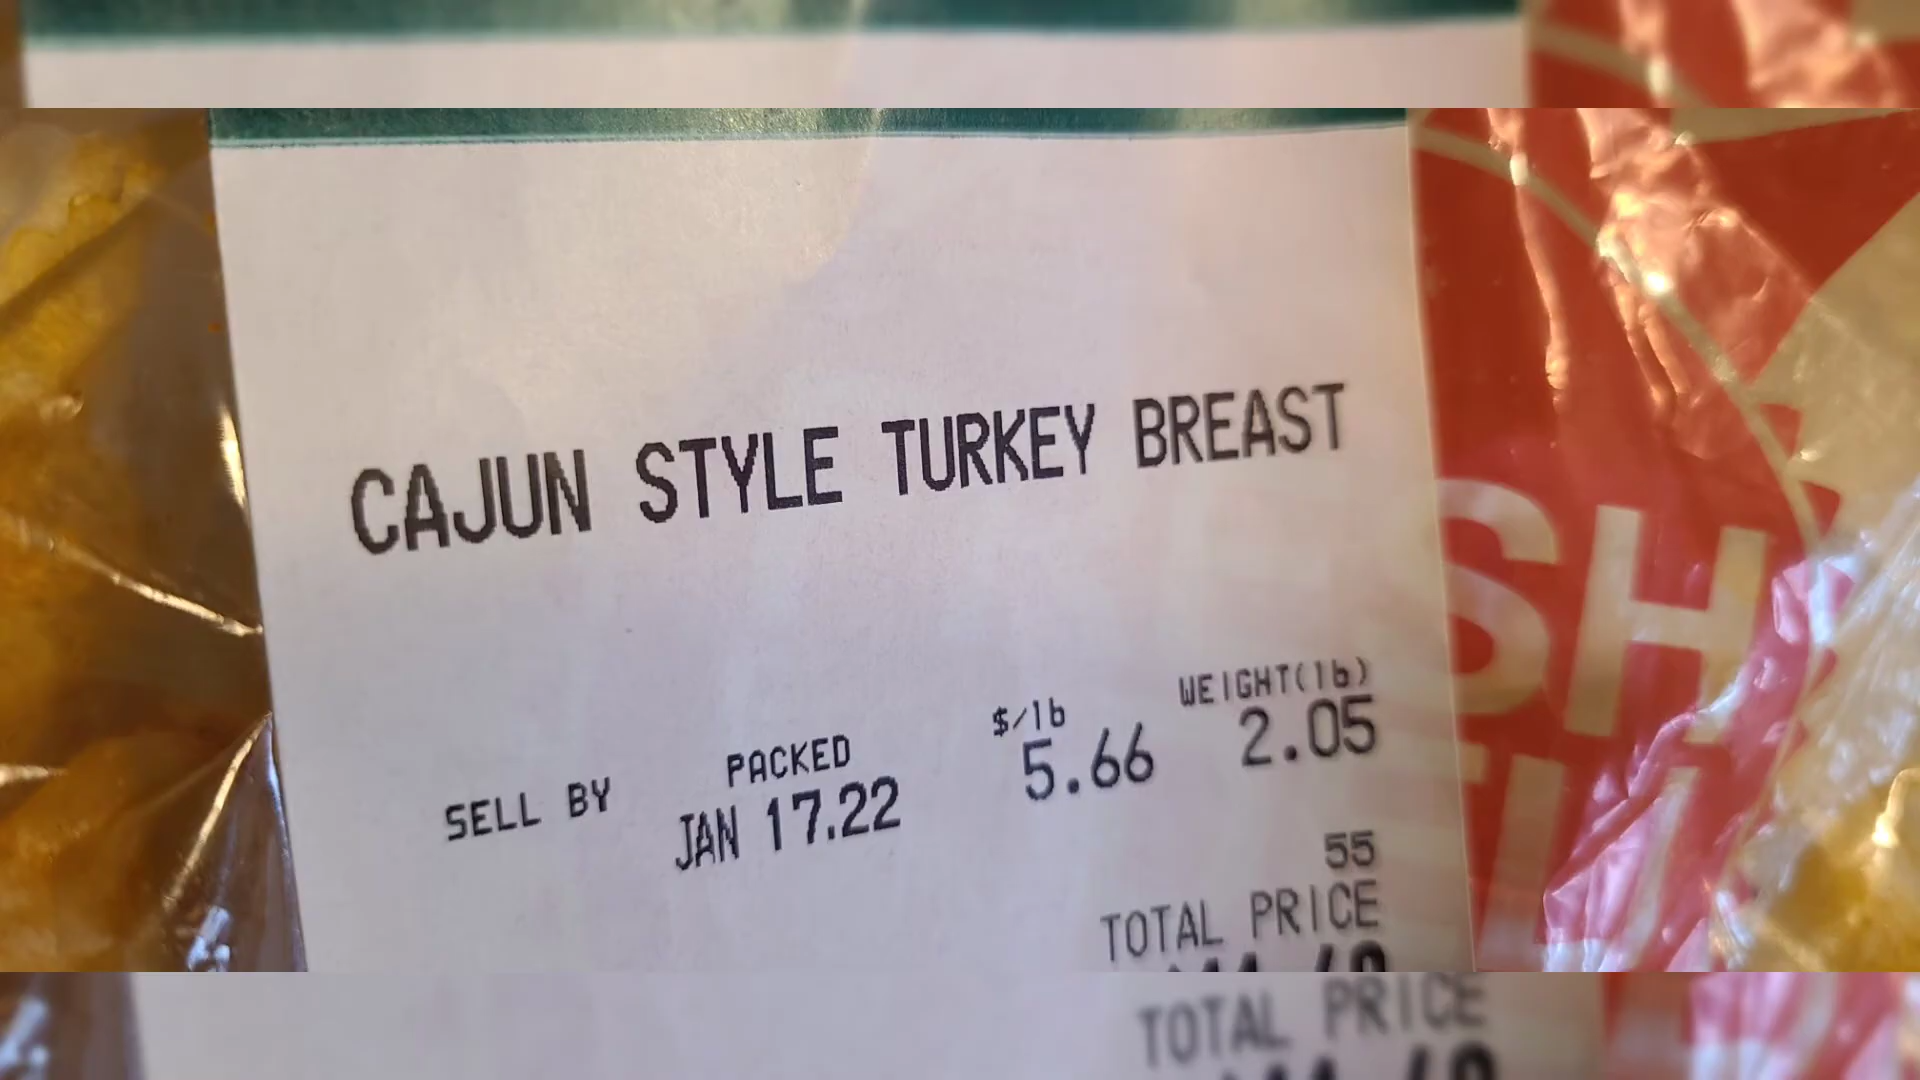 CAJUN STYLE TURKEY BREAST
SELL BY
PACKED
JAN 17.22
$/lb
5.66
WEIGHT(lb)
2.05
55
TOTAL PRICE
SH
TOTAL PRICE